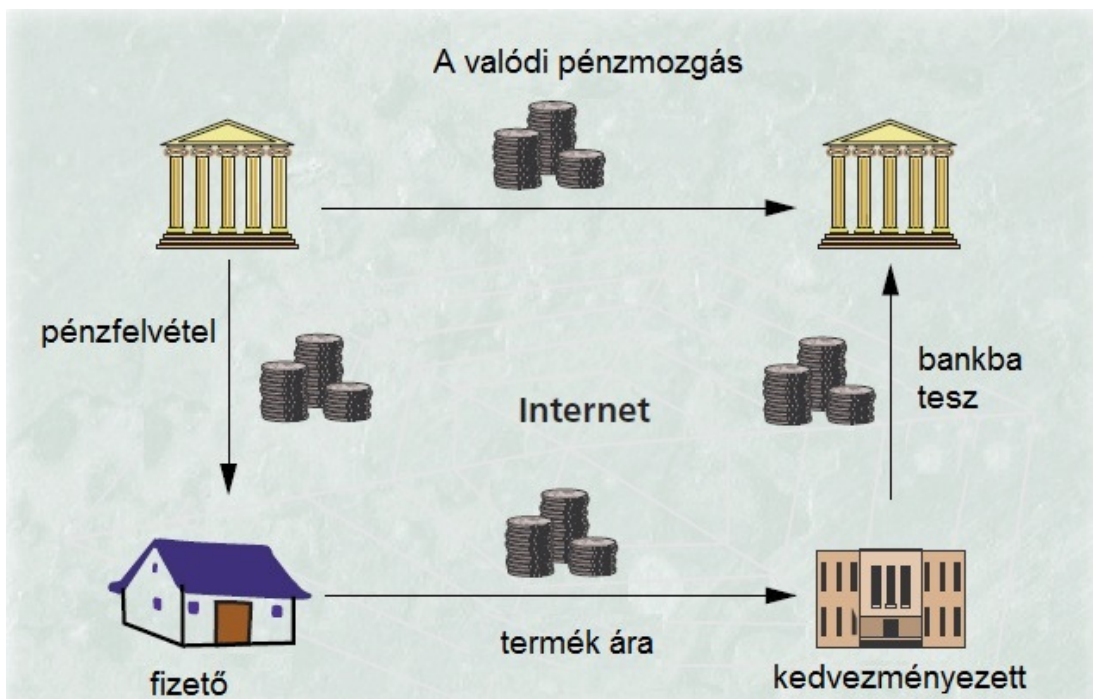 A valódi pénzmozgás
pénzfelvétel
bankba
tesz
Internet
termék ára
fizető
kedvezményezett